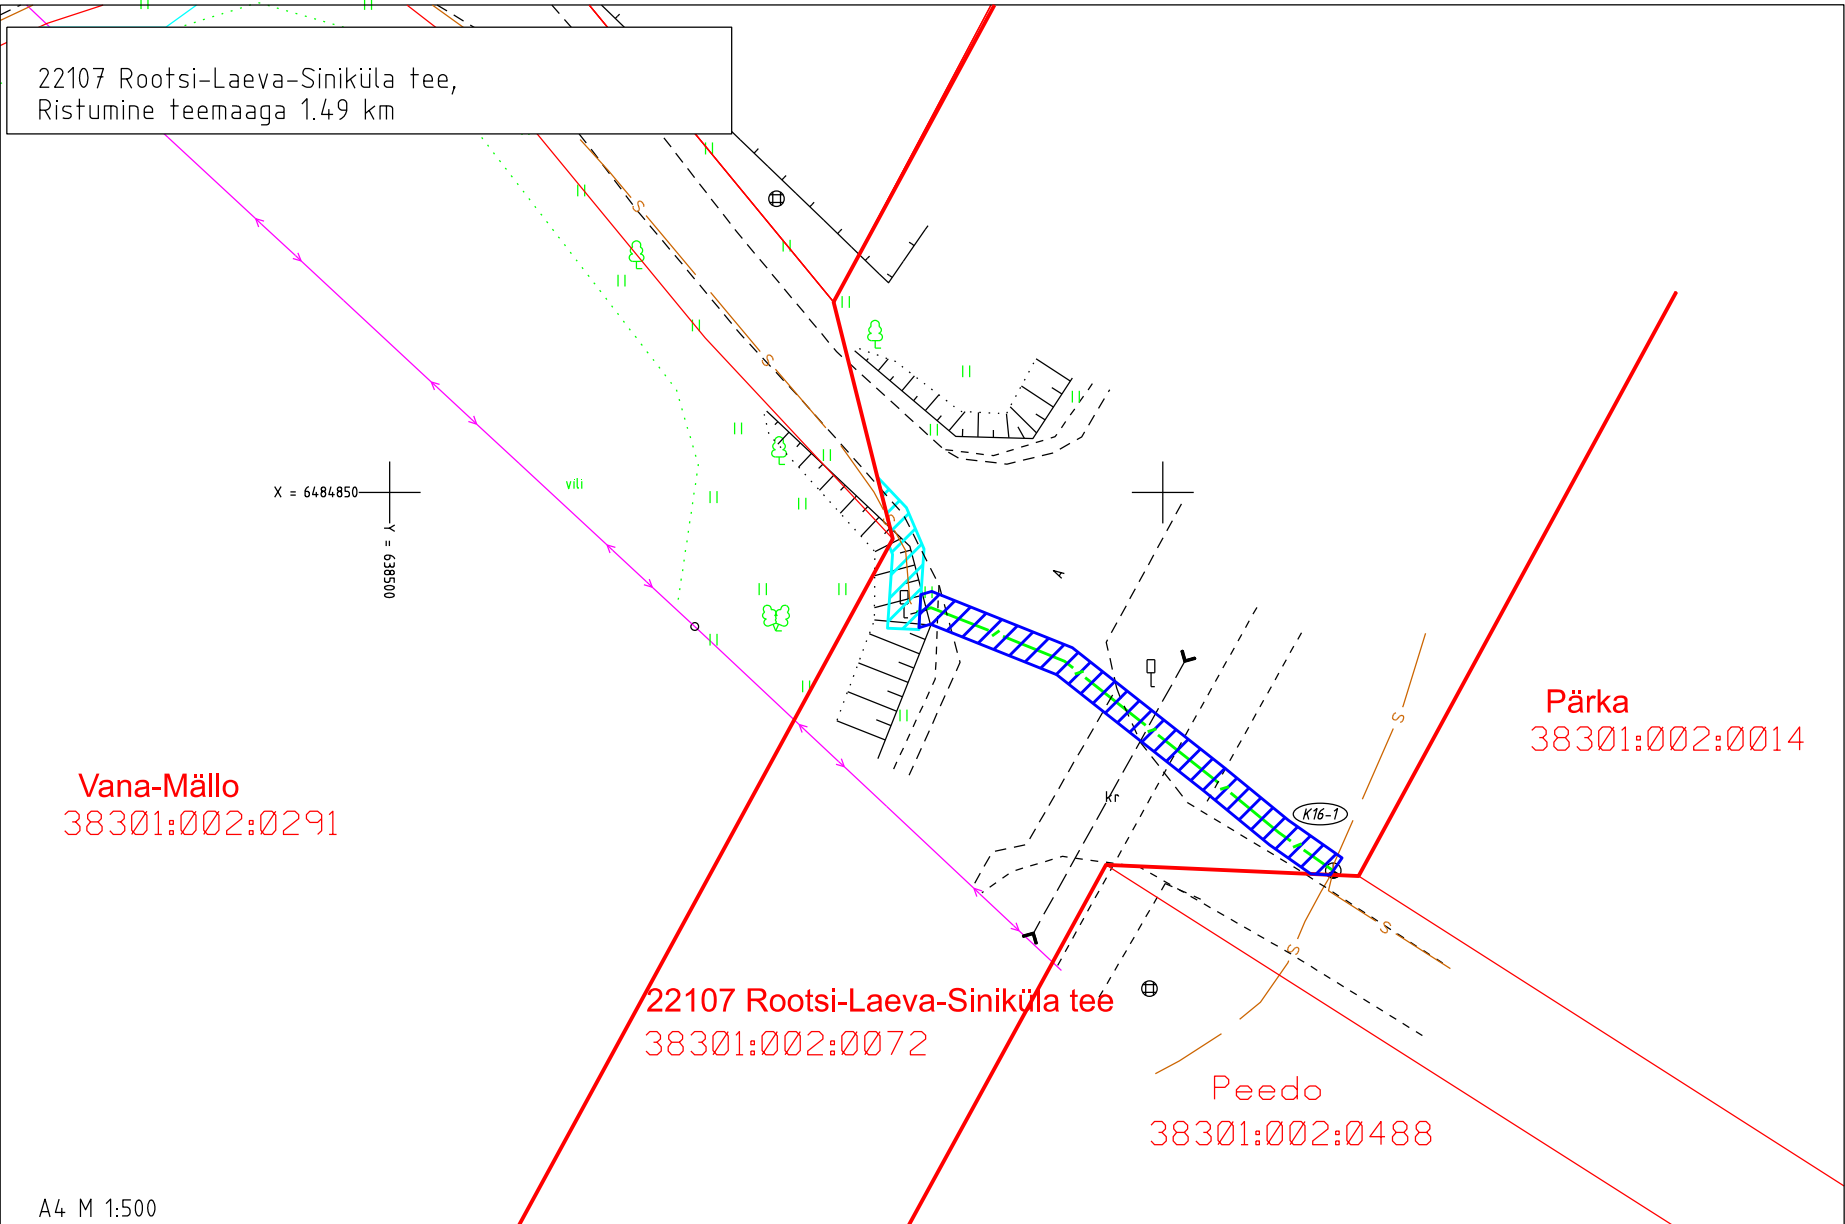 22107 Rootsi-Laeva-Siniküla tee,
Ristumine teemaaga 1.49 km
S
S
X = 6484850
Y = 638500
vili
S
A
Pärka
38301:002:0014
S
Vana-Mällo
38301:002:0291
kr
K16-1
S
S
22107 Rootsi-Laeva-Siniküla tee
38301:002:0072
Peedo
38301:002:0488
A4 M 1:500